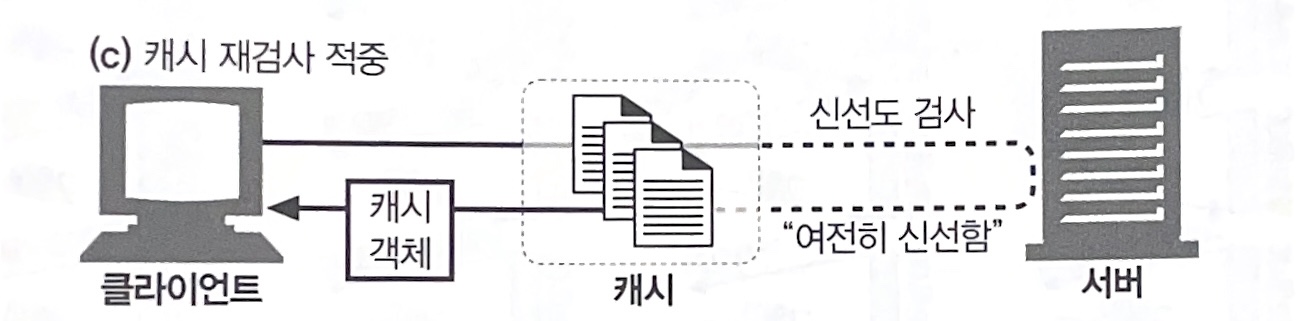 (c) 캐시 재검사 적중
신선도 검사
캐시
객체
“여전히 신선함”
클라이언트
캐시
서버